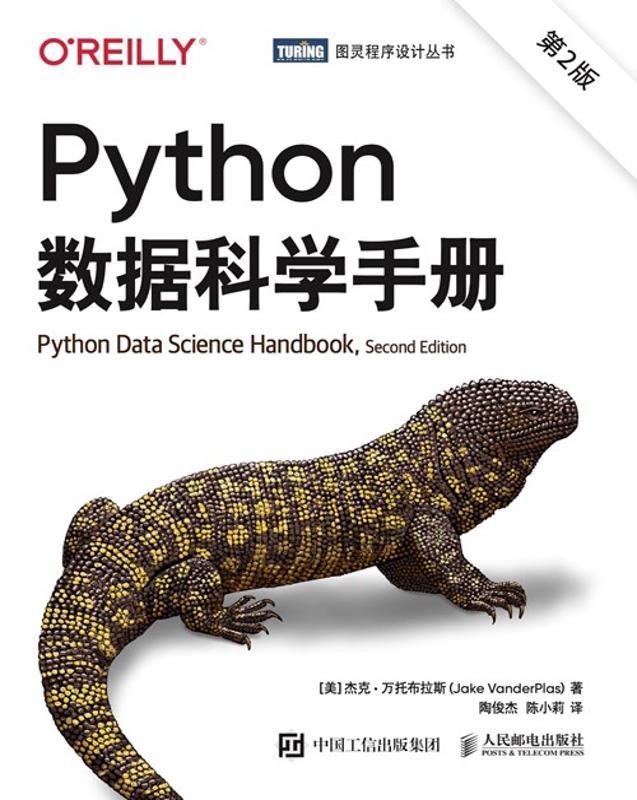 O'REILLY®
TURING 图灵程序设计丛书
第2版
Python
数据科学手册
Python Data Science Handbook, Second Edition
[美] 杰克·万托布拉斯 (Jake VanderPlas) 著
陶俊杰 陈小莉 译
中国工信出版集团 人民邮电出版社
POSTS & TELECOM PRESS